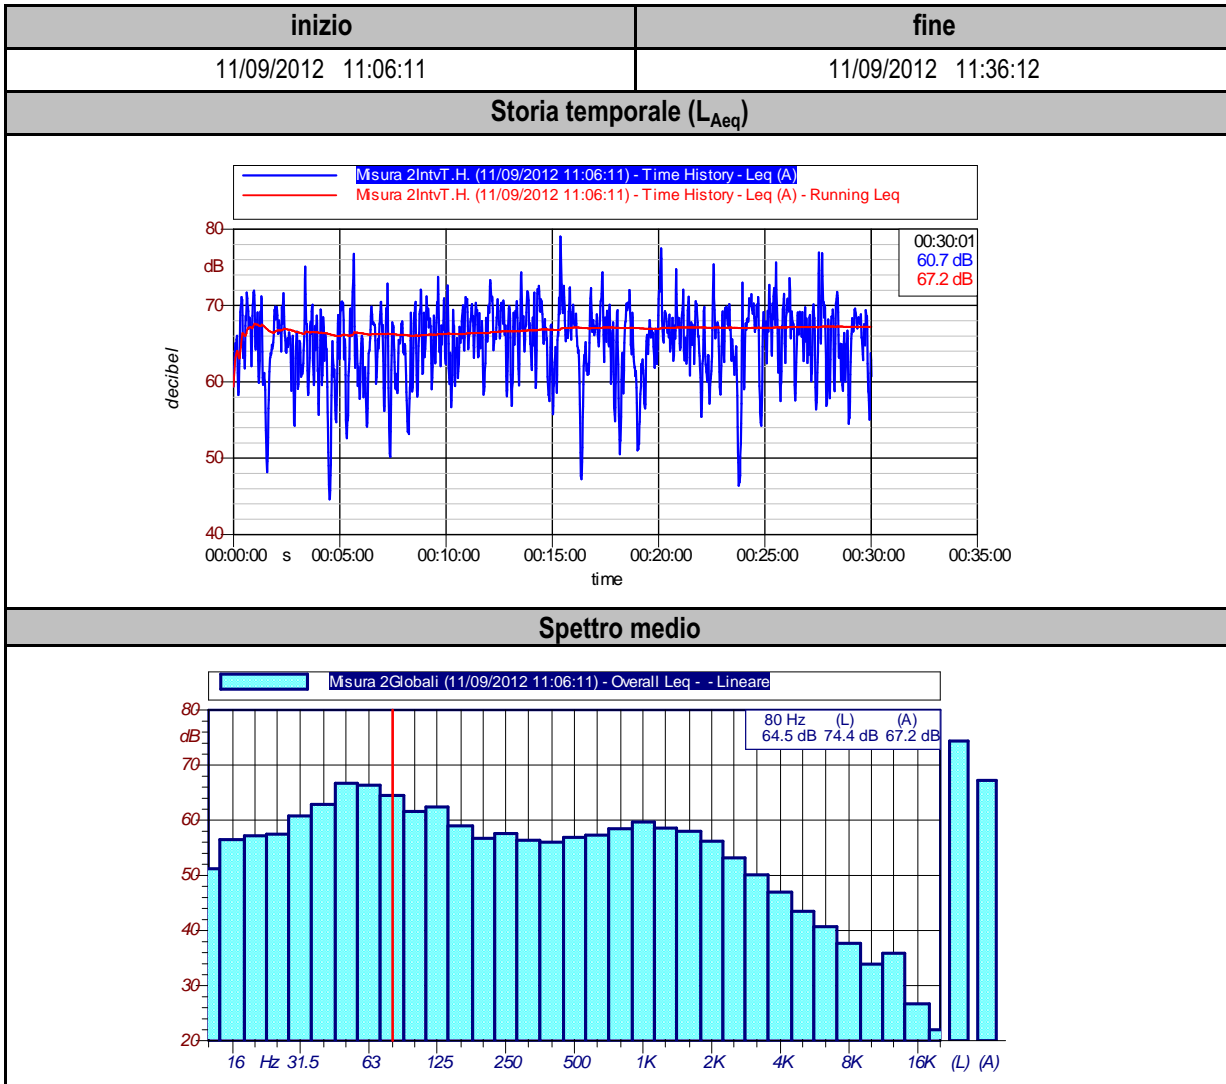 inizio fine
11/09/2012 11:06:11 11/09/2012 11:36:12
Storia temporale (LAeq)
Misura 2IntvT.H. (11/09/2012 11:06:11) - Time History - Leq (A)
Misura 2IntvT.H. (11/09/2012 11:06:11) - Time History - Leq (A) - Running Leq
80
dB
70
60
50
40
decibel
00:30:01
60.7 dB
67.2 dB
00:00:00 s 00:05:00 00:10:00 00:15:00 00:20:00 00:25:00 00:30:00 00:35:00
time
Spettro medio
Misura 2Globali (11/09/2012 11:06:11) - Overall Leq - - Lineare
80
dB
70
60
50
40
30
20
80 Hz (L) (A)
64.5 dB 74.4 dB 67.2 dB
16 Hz 31.5 63 125 250 500 1K 2K 4K 8K 16K (L) (A)